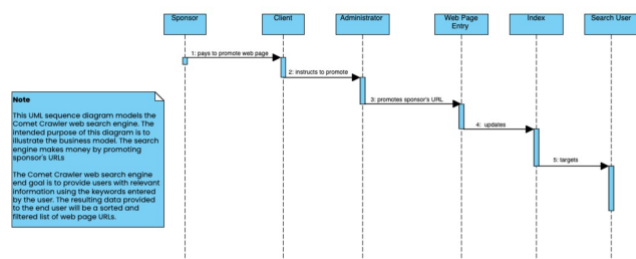 Sponsor
Client
Administrator
Web Page
Entry
Index
Search User
1: pays to promote web page
2: instructs to promote
3: promotes sponsor's URL
4: updates
5: targets
Note
This UML sequence diagram models the
Comet Crawler web search engine. The
intended purpose of this diagram is to
illustrate the business model. The search
engine makes money by promoting
sponsor's URLs
The Comet Crawler web search engine
end goal is to provide users with relevant
information using the keywords entered
by the user. The resulting data provided
to the end user will be a sorted and
filtered list of web page URLs.